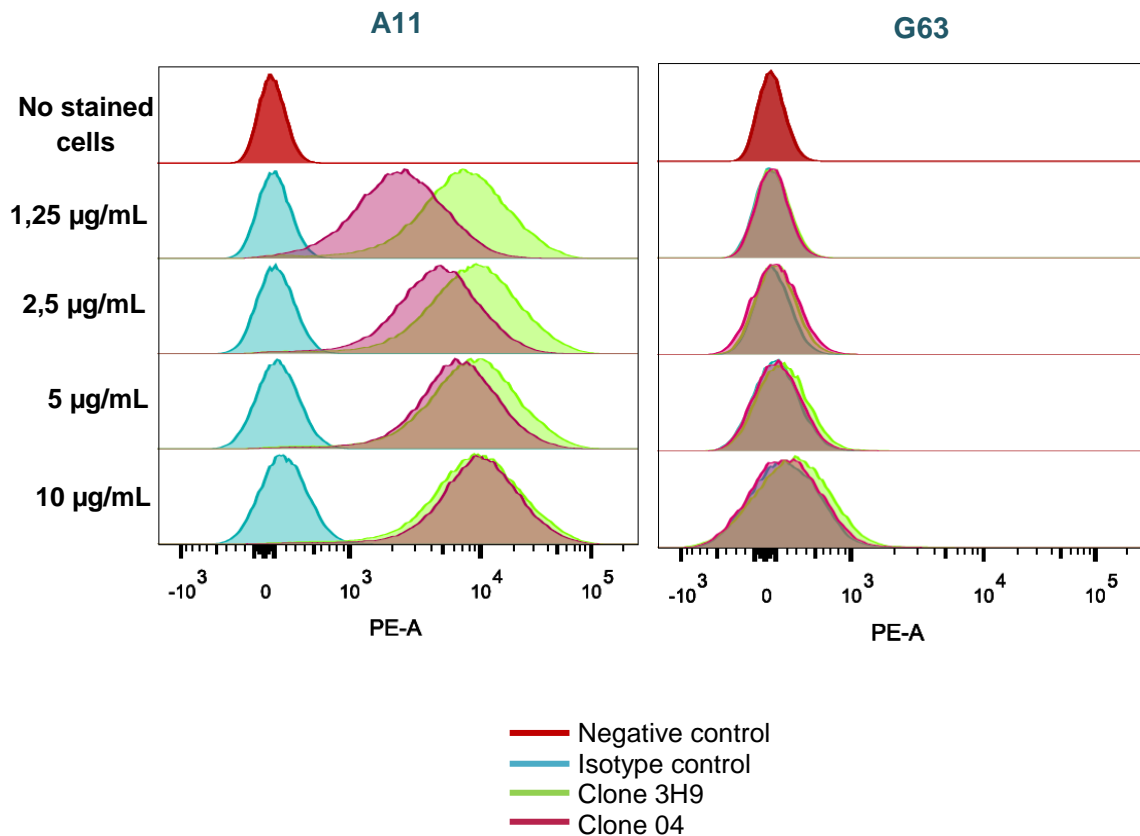 A11
G63
No stained
cells
1,25 µg/mL
2,5 µg/mL
5 µg/mL
10 µg/mL
-10³ 0 10³ 10⁴ 10⁵
PE-A
-10³ 0 10³ 10⁴ 10⁵
PE-A
Negative control
Isotype control
Clone 3H9
Clone 04